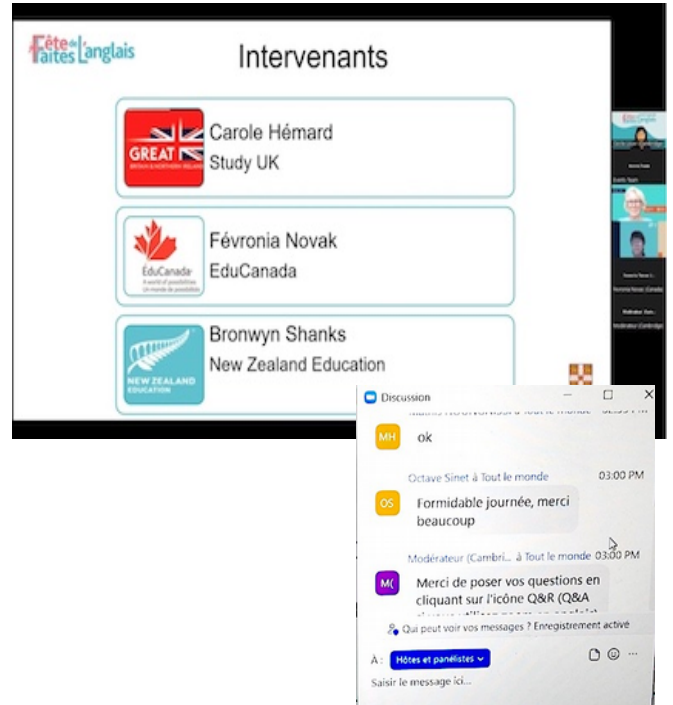 Fête de
Faites L'anglais
Intervenants
GREAT
BRITAIN & NORTHERN IRELAND
Carole Hémard
Study UK
ÉduCanada
A world of possibilities
Un monde de possibilités
Févronia Novak
EduCanada
NEW ZEALAND
EDUCATION
Bronwyn Shanks
New Zealand Education
Discussion
à Tout le monde
MH
ok
Octave Sinet à Tout le monde 03:00 PM
OS
Formidable journée, merci
beaucoup
Modérateur (Cambri... à Tout le monde 03:00 PM
M(
Merci de poser vos questions en
cliquant sur l'icône Q&R (Q&A
Qui peut voir vos messages ? Enregistrement activé
À : Hôtes et panélistes
Saisir le message ici...